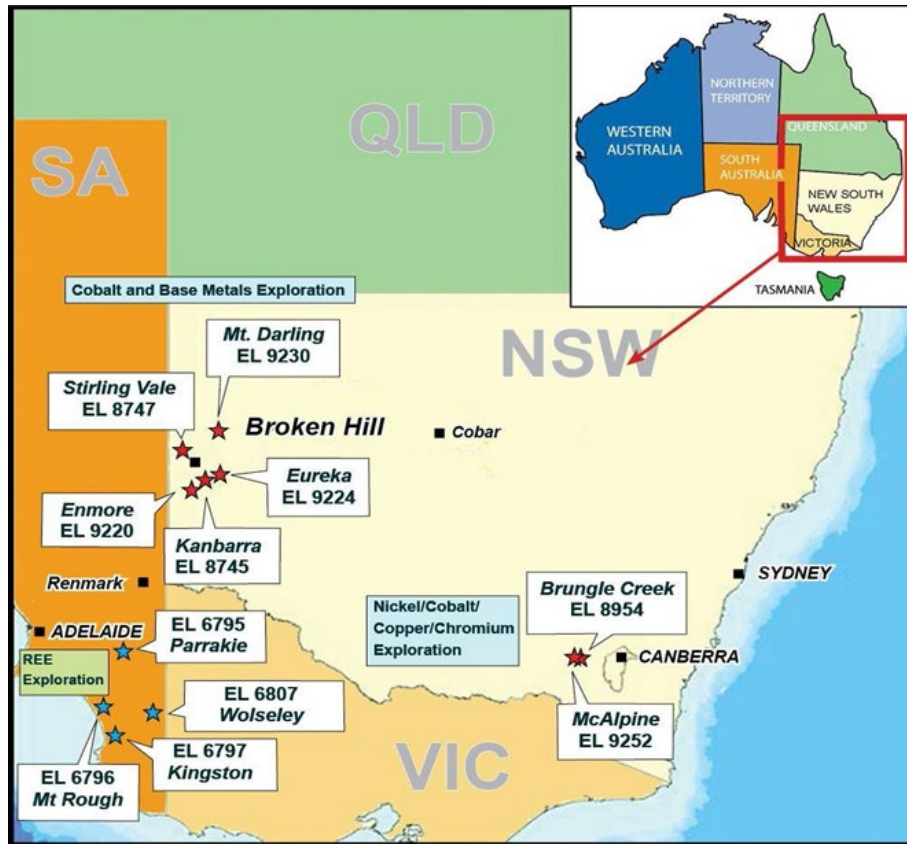 WESTERN
AUSTRALIA
NORTHERN
TERRITORY
QUEENSLAND
SOUTH
AUSTRALIA
NEW SOUTH
WALES
VICTORIA
TASMANIA
QLD
SA
NSW
VIC
Cobalt and Base Metals Exploration
Mt. Darling
EL 9230
Stirling Vale
EL 8747
Broken Hill
Cobar
Eureka
EL 9224
Enmore
EL 9220
Kanbarra
EL 8745
Renmark
ADELAIDE
SYDNEY
Brungle Creek
EL 8954
Nickel/Cobalt/
Copper/Chromium
Exploration
CANBERRA
McAlpine
EL 9252
EL 6795
Parrakie
REE
Exploration
EL 6807
Wolseley
EL 6797
Kingston
EL 6796
Mt Rough